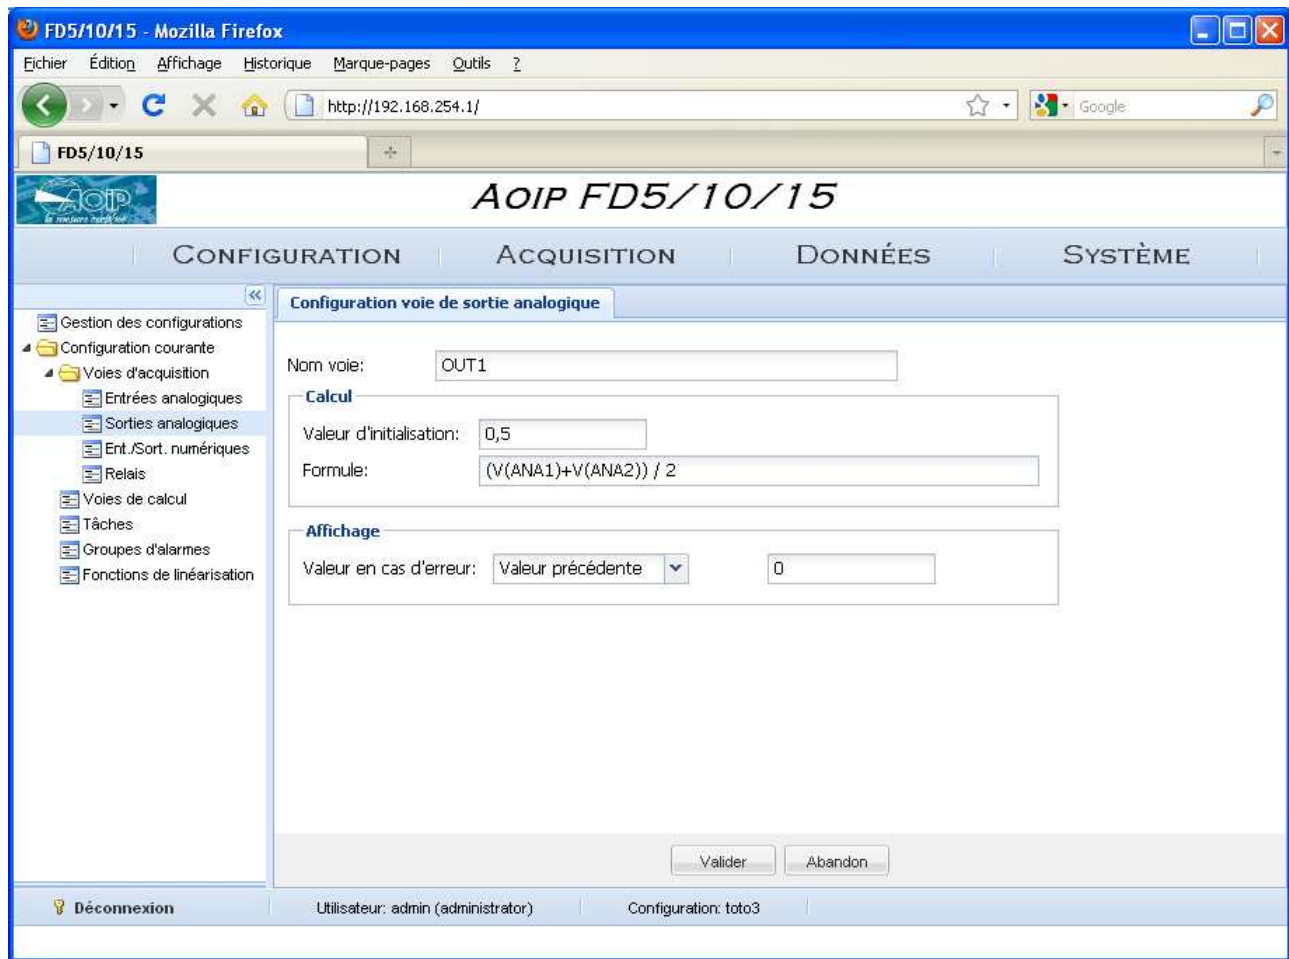 FD5/10/15 - Mozilla Firefox
Fichier Édition Affichage Historique Marque-pages Outils ?
http://192.168.254.1/ Google
FD5/10/15
AOIP AOIP FD5/10/15
CONFIGURATION ACQUISITION DONNÉES SYSTÈME
Configuration voie de sortie analogique
Gestion des configurations
Configuration courante
Voies d'acquisition
Entrées analogiques
Sorties analogiques
Ent./Sort. numériques
Relais
Voies de calcul
Tâches
Groupes d'alarmes
Fonctions de linéarisation
Nom voie: OUT1
Calcul
Valeur d'initialisation: 0,5
Formule: (V(ANA1)+V(ANA2)) / 2
Affichage
Valeur en cas d'erreur: Valeur précédente 0
Valider Abandon
Déconnexion Utilisateur: admin (administrator) Configuration: toto3